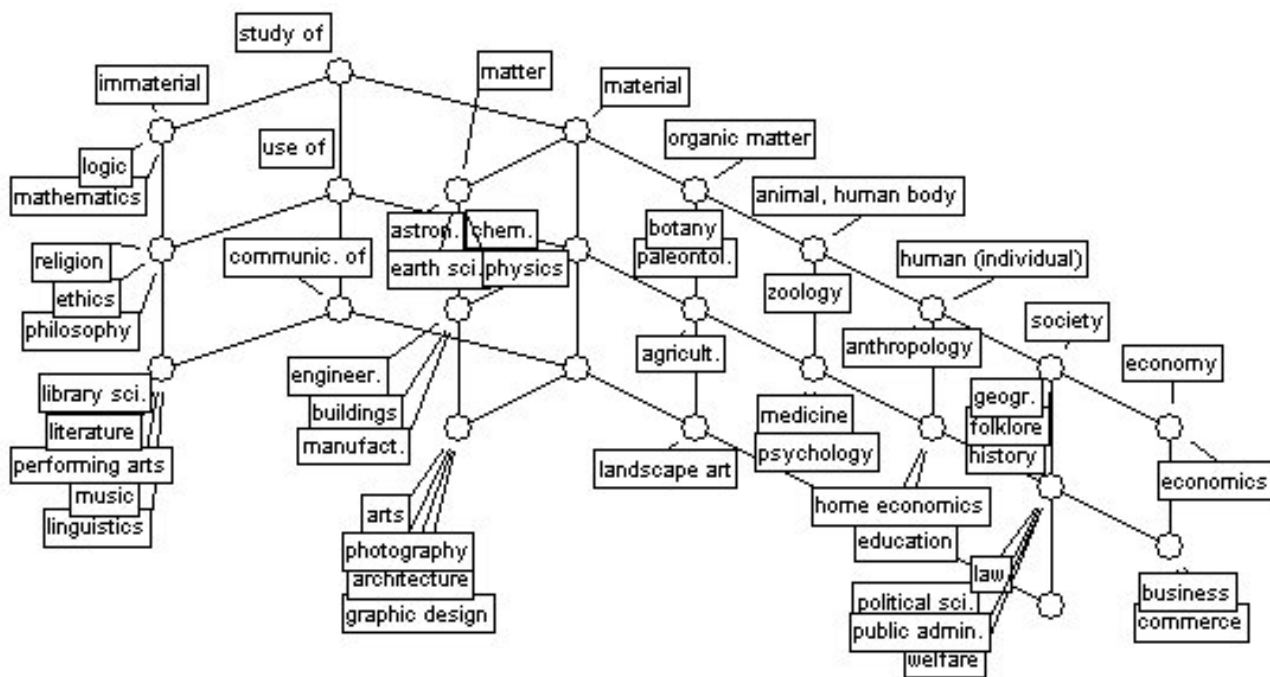 study of
immaterial
matter
material
use of
organic matter
logic
mathematics
animal, human body
astron.
chem.
botany
communic. of
paleontol.
religion
human (individual)
earth sci.
physics
ethics
zoology
philosophy
society
anthropology
agricult.
economy
engineer.
library sci.
geogr.
buildings
medicine
folklore
literature
manufact.
psychology
history
performing arts
landscape art
economics
music
linguistics
home economics
arts
education
photography
law
architecture
business
political sci.
graphic design
commerce
public admin.
welfare